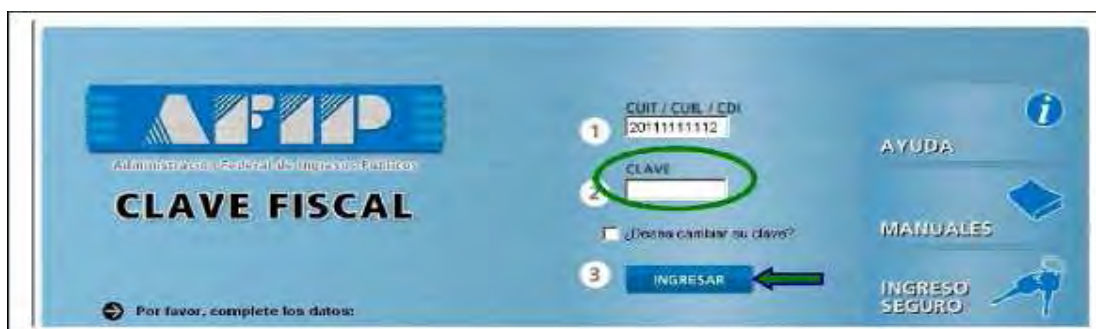 AFIP
Administración Federal de Ingresos Públicos
CLAVE FISCAL
Por favor, complete los datos:
CUIT / CUIL / CDI
1
20111111112
CLAVE
2
¿Desea cambiar su clave?
3
INGRESAR
i
AYUDA
MANUALES
INGRESO
SEGURO